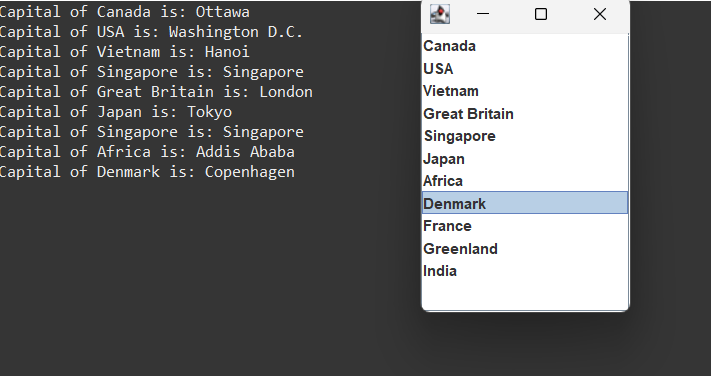 Capital of Canada is: Ottawa
Capital of USA is: Washington D.C.
Capital of Vietnam is: Hanoi
Capital of Singapore is: Singapore
Capital of Great Britain is: London
Capital of Japan is: Tokyo
Capital of Singapore is: Singapore
Capital of Africa is: Addis Ababa
Capital of Denmark is: Copenhagen
Canada
USA
Vietnam
Great Britain
Singapore
Japan
Africa
Denmark
France
Greenland
India